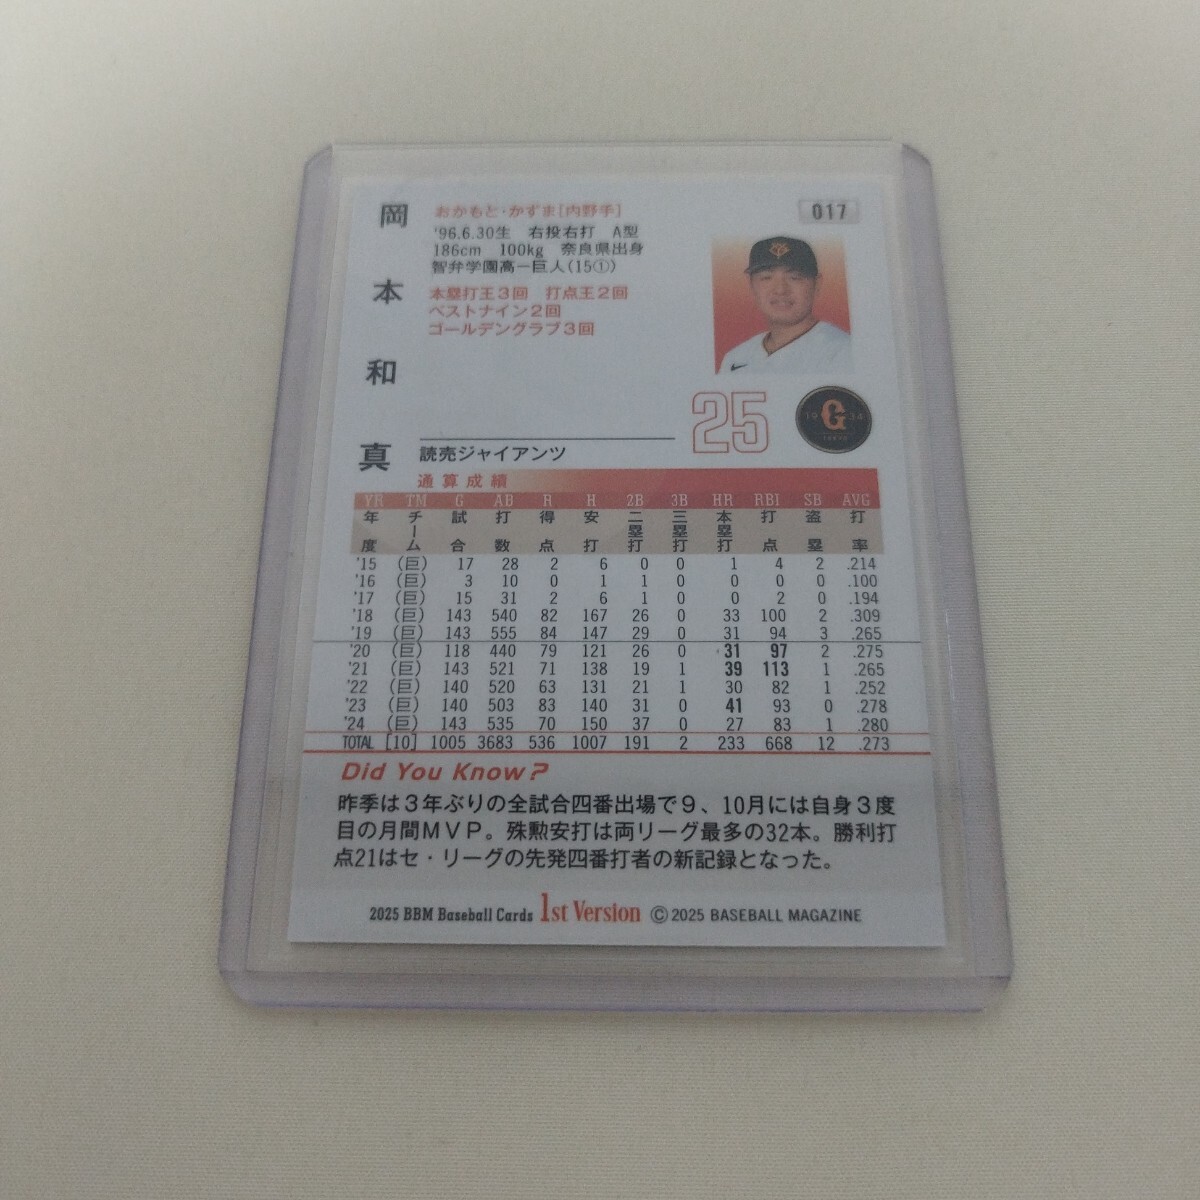 岡本和真
おかもと・かずま[内野手]
'96.6.30生 右投右打 A型
186cm 100kg 奈良県出身
智弁学園高ー巨人(15①)
本塁打王3回 打点王2回
ベストナイン2回
ゴールデングラブ3回
017
25
19 G 34
読売ジャイアンツ
通算成績
YR TM G AB R H 2B 3B HR RBI SB AVG
年度 チーム 試合 打数 得点 安打 二塁打 三塁打 本塁打 打点 盗塁 打率
'15 (巨) 17 28 2 6 0 0 1 4 2 .214
'16 (巨) 3 10 0 1 1 0 0 0 0 .100
'17 (巨) 15 31 2 6 1 0 0 2 0 .194
'18 (巨) 143 540 82 167 26 0 33 100 2 .309
'19 (巨) 143 555 84 147 29 0 31 94 3 .265
'20 (巨) 118 440 79 121 26 0 31 97 2 .275
'21 (巨) 143 521 71 138 19 1 39 113 1 .265
'22 (巨) 140 520 63 131 21 1 30 82 1 .252
'23 (巨) 140 503 83 140 31 0 41 93 0 .278
'24 (巨) 143 535 70 150 37 0 27 83 1 .280
TOTAL [10] 1005 3683 536 1007 191 2 233 668 12 .273
Did You Know?
昨季は3年ぶりの全試合四番出場で9、10月には自身3度
目の月間MVP。殊勲安打は両リーグ最多の32本。勝利打
点21はセ・リーグの先発四番打者の新記録となった。
2025 BBM Baseball Cards 1st Version ©2025 BASEBALL MAGAZINE